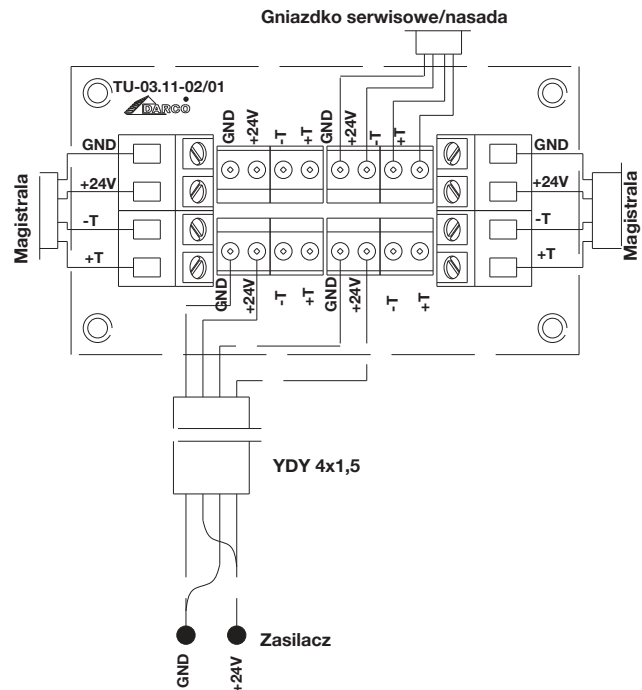 Gniazdko serwisowe/nasada
TU-03.11-02/01
DARCO
GND +24V -T +T GND +24V -T +T
Magistrala
GND
+24V
-T
+T
GND
+24V
-T
+T
Magistrala
GND +24V -T +T GND +24V -T +T
YDY 4x1,5
Zasilacz
GND +24V